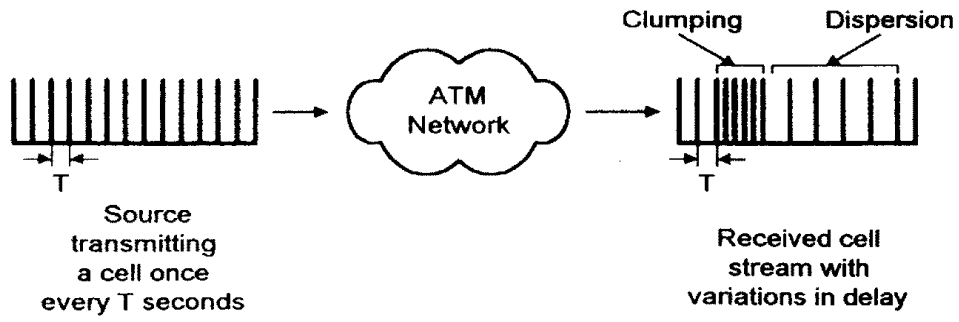 Clumping
Dispersion
ATM
Network
T
T
Source
transmitting
a cell once
every T seconds
Received cell
stream with
variations in delay